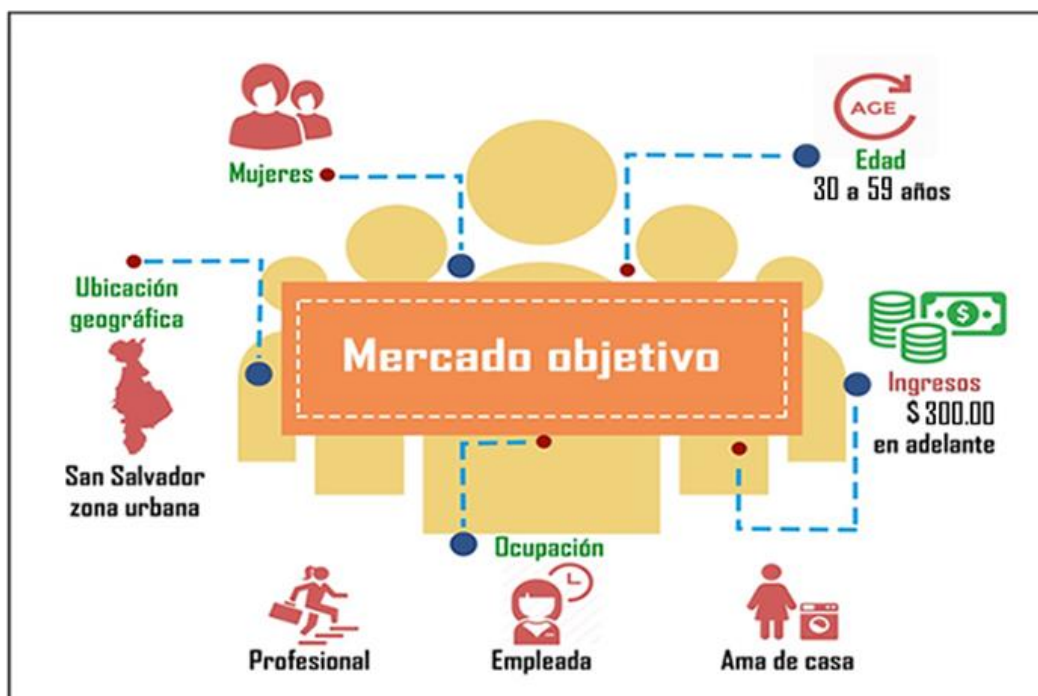 Mujeres
AGE
Edad
30 a 59 años
Ubicación
geográfica
San Salvador
zona urbana
Mercado objetivo
$
Ingresos
$ 300.00
en adelante
Ocupación
Profesional
Empleada
Ama de casa